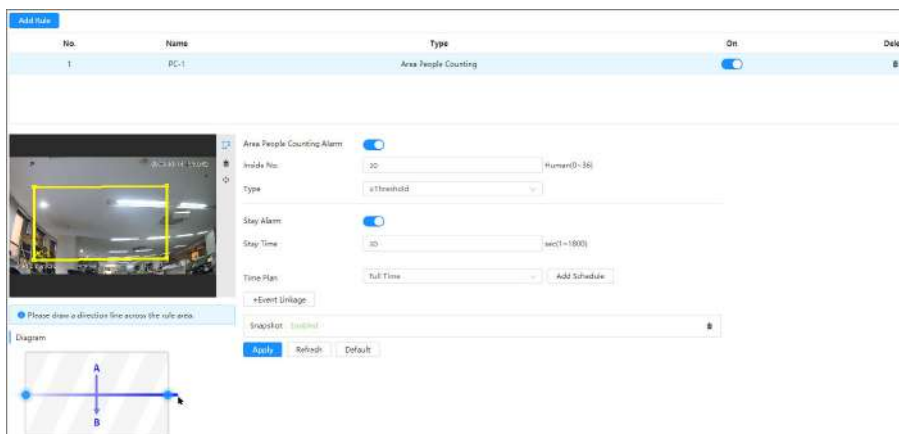 Add Rule
No. Name Type On Dele
1 PC-1 Area People Counting
Area People Counting Alarm
Inside No. Human(0~36)
Type ≥Threshold
Stay Alarm
Stay Time 30 sec(1~1800)
Time Plan Full Time Add Schedule
+Event Linkage
Please draw a direction line across the rule area.
Snapshot Enabled
Diagram
Apply Refresh Default
A
B